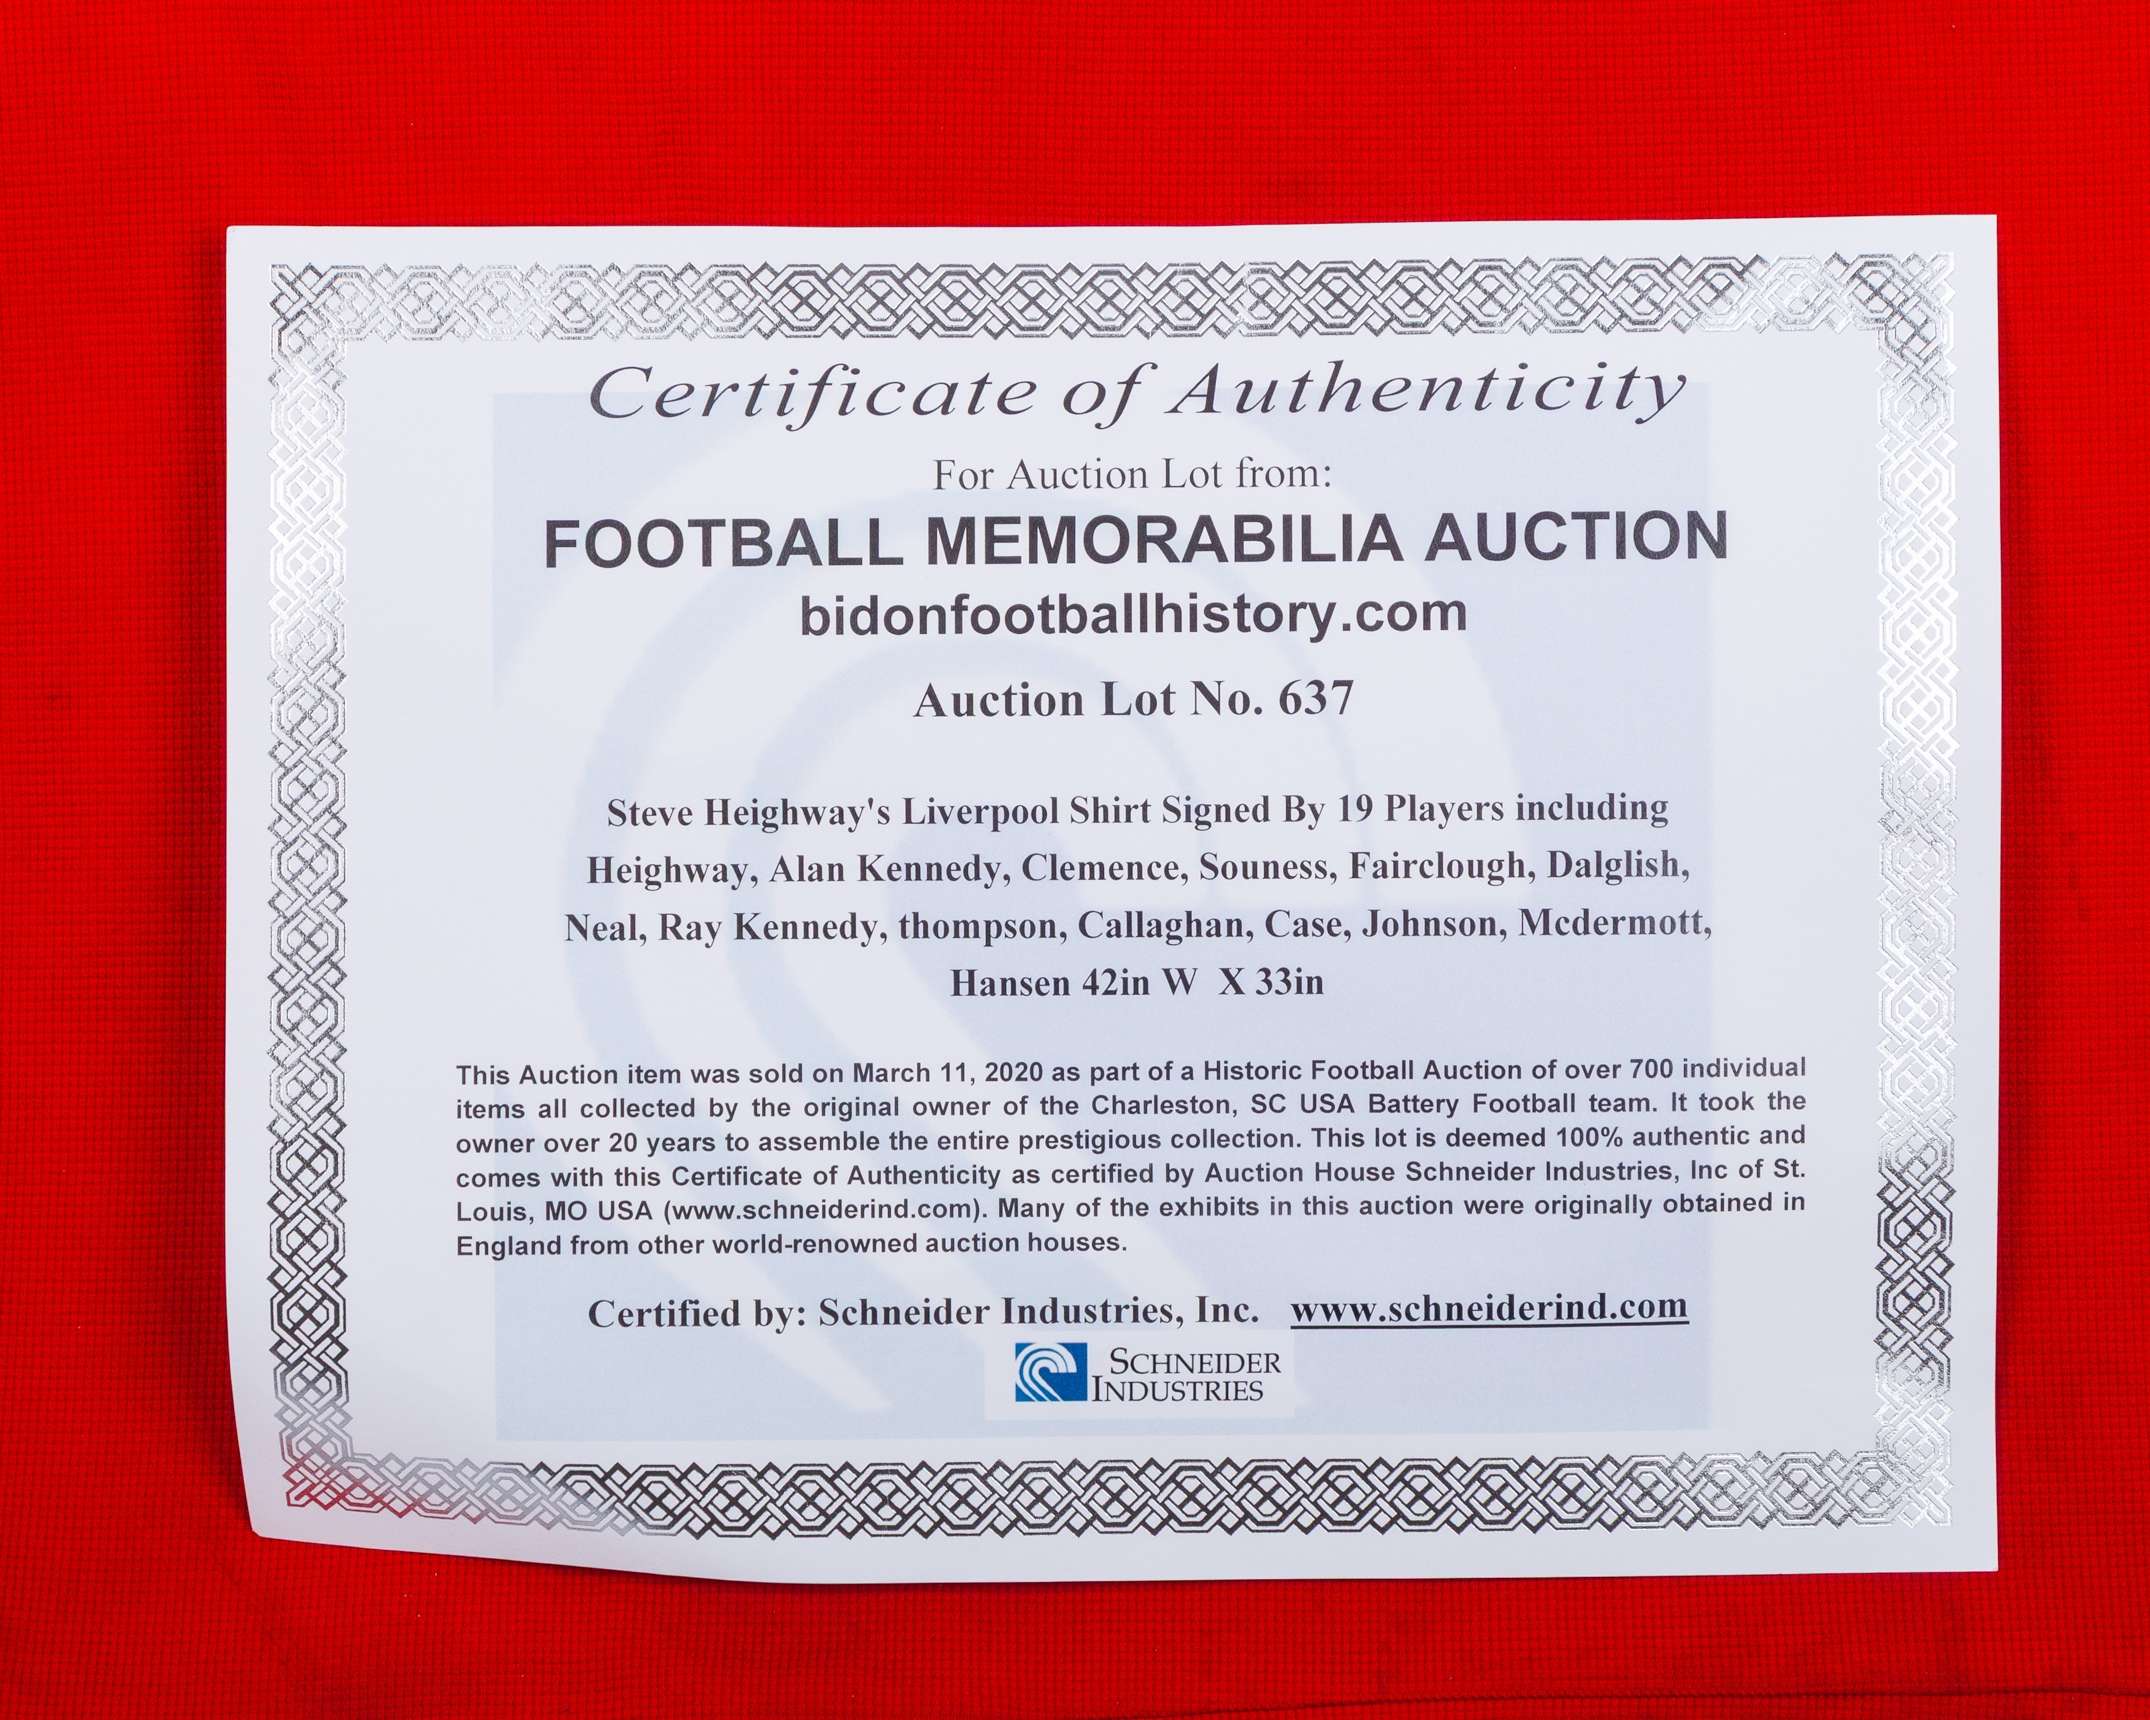 Certificate of Authenticity
For Auction Lot from:
FOOTBALL MEMORABILIA AUCTION
bidonfootballhistory.com
Auction Lot No. 637
Steve Heighway's Liverpool Shirt Signed By 19 Players including
Heighway, Alan Kennedy, Clemence, Souness, Fairclough, Dalglish,
Neal, Ray Kennedy, thompson, Callaghan, Case, Johnson, Mcdermott,
Hansen 42in W X 33in
This Auction item was sold on March 11, 2020 as part of a Historic Football Auction of over 700 individual
items all collected by the original owner of the Charleston, SC USA Battery Football team. It took the
owner over 20 years to assemble the entire prestigious collection. This lot is deemed 100% authentic and
comes with this Certificate of Authenticity as certified by Auction House Schneider Industries, Inc of St.
Louis, MO USA (www.schneiderind.com). Many of the exhibits in this auction were originally obtained in
England from other world-renowned auction houses.
Certified by: Schneider Industries, Inc. www.schneiderind.com
SCHNEIDER
INDUSTRIES